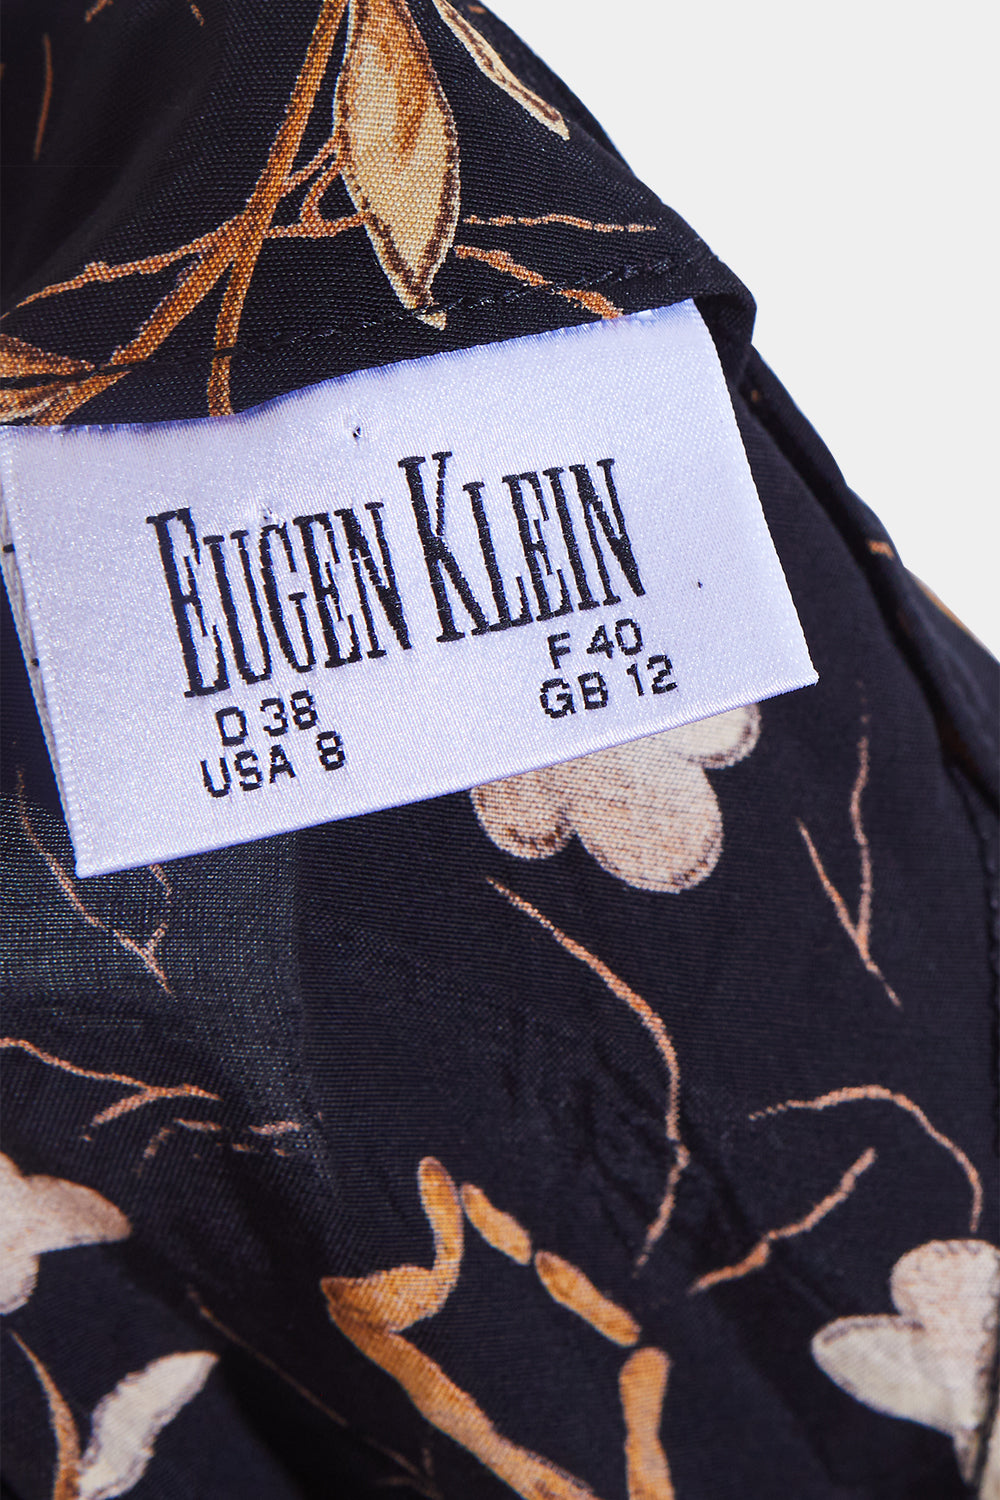 EUGEN KLEIN
D 38 F 40
USA 8 GB 12